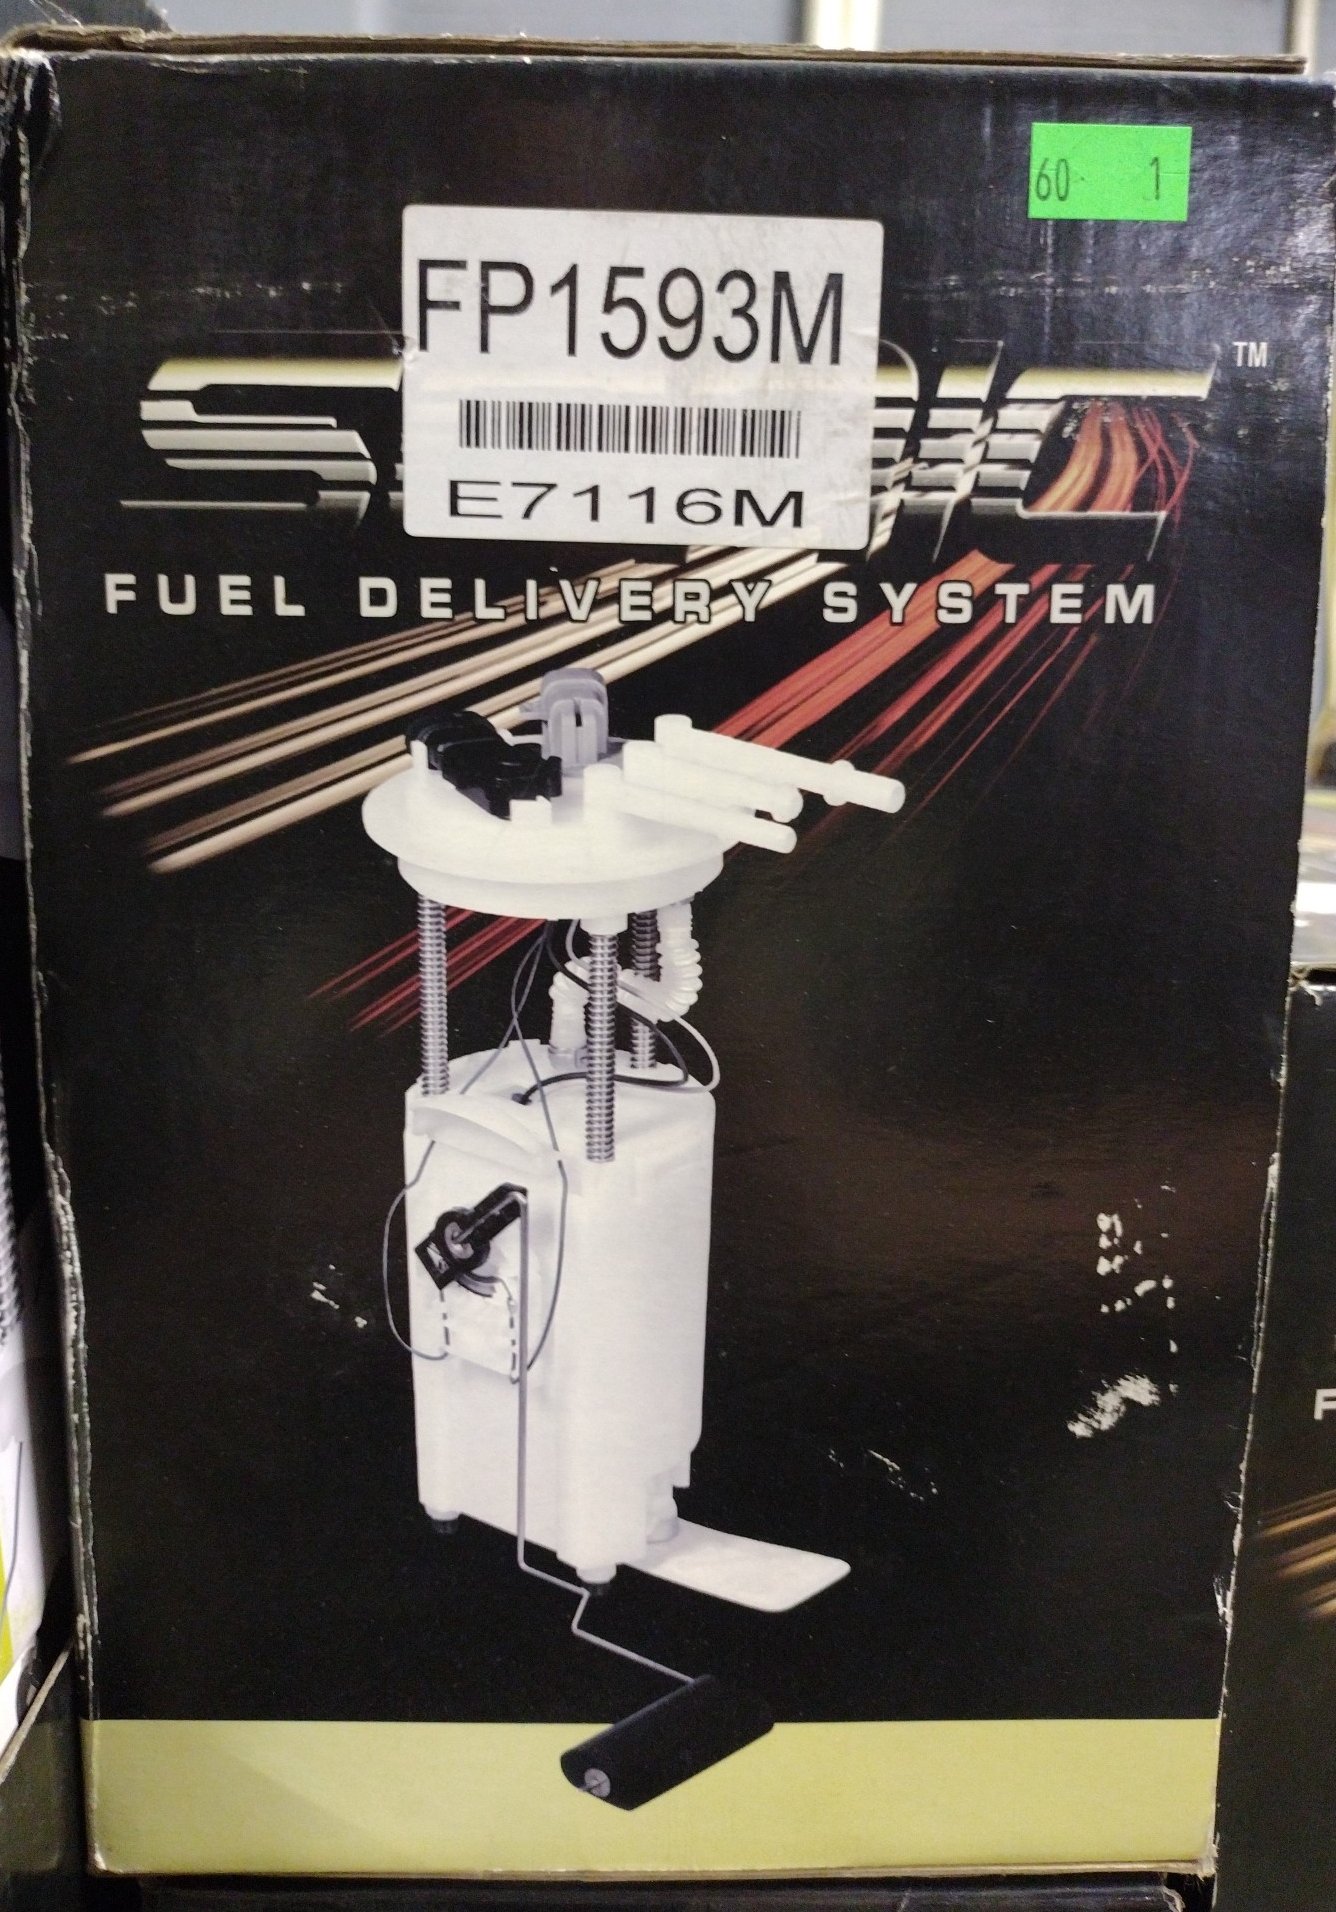 60 1
FP1593M
TM
E7116M
FUEL DELIVERY SYSTEM
F